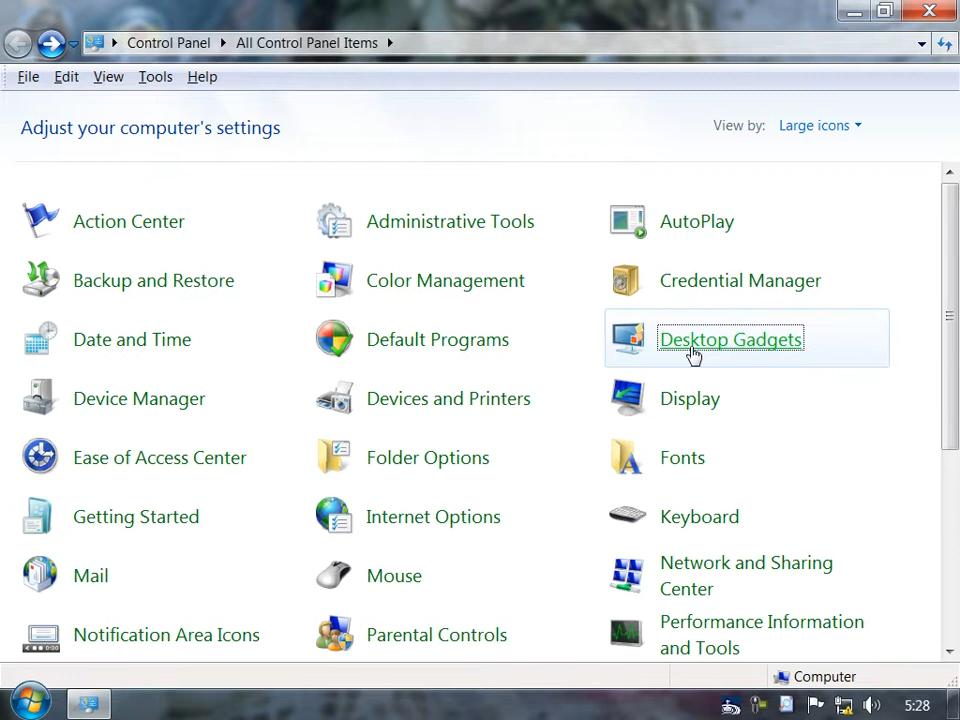 Control Panel All Control Panel Items
File Edit View Tools Help
Adjust your computer's settings
View by: Large icons
Action Center
Administrative Tools
AutoPlay
Backup and Restore
Color Management
Credential Manager
Date and Time
Default Programs
Desktop Gadgets
Device Manager
Devices and Printers
Display
Ease of Access Center
Folder Options
Fonts
Getting Started
Internet Options
Keyboard
Mail
Mouse
Network and Sharing
Center
Notification Area Icons
Parental Controls
Performance Information
and Tools
Computer
5:28